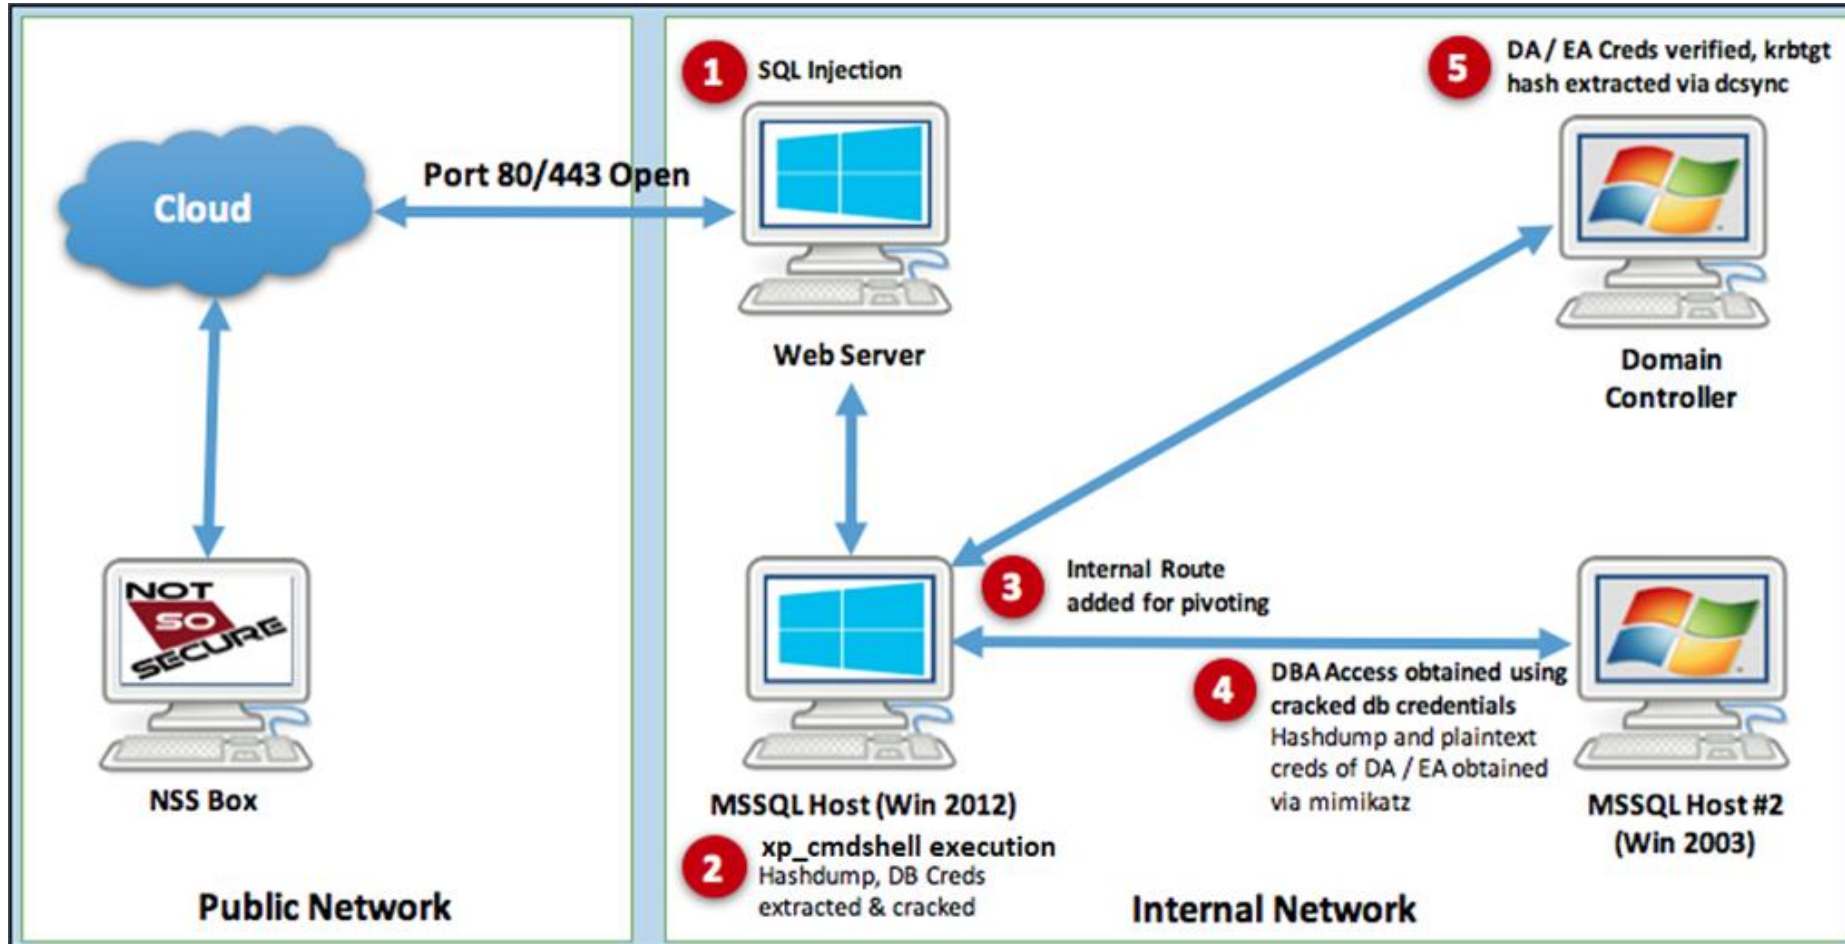 1
SQL Injection
5
DA / EA Creds verified, krbtgt
hash extracted via dcsync
Cloud
Port 80/443 Open
Web Server
Domain
Controller
3
Internal Route
added for pivoting
NOT
SO
SECURE
NSS Box
4
DBA Access obtained using
cracked db credentials
Hashdump and plaintext
creds of DA / EA obtained
via mimikatz
MSSQL Host (Win 2012)
MSSQL Host #2
(Win 2003)
2
xp_cmdshell execution
Hashdump, DB Creds
extracted & cracked
Public Network
Internal Network